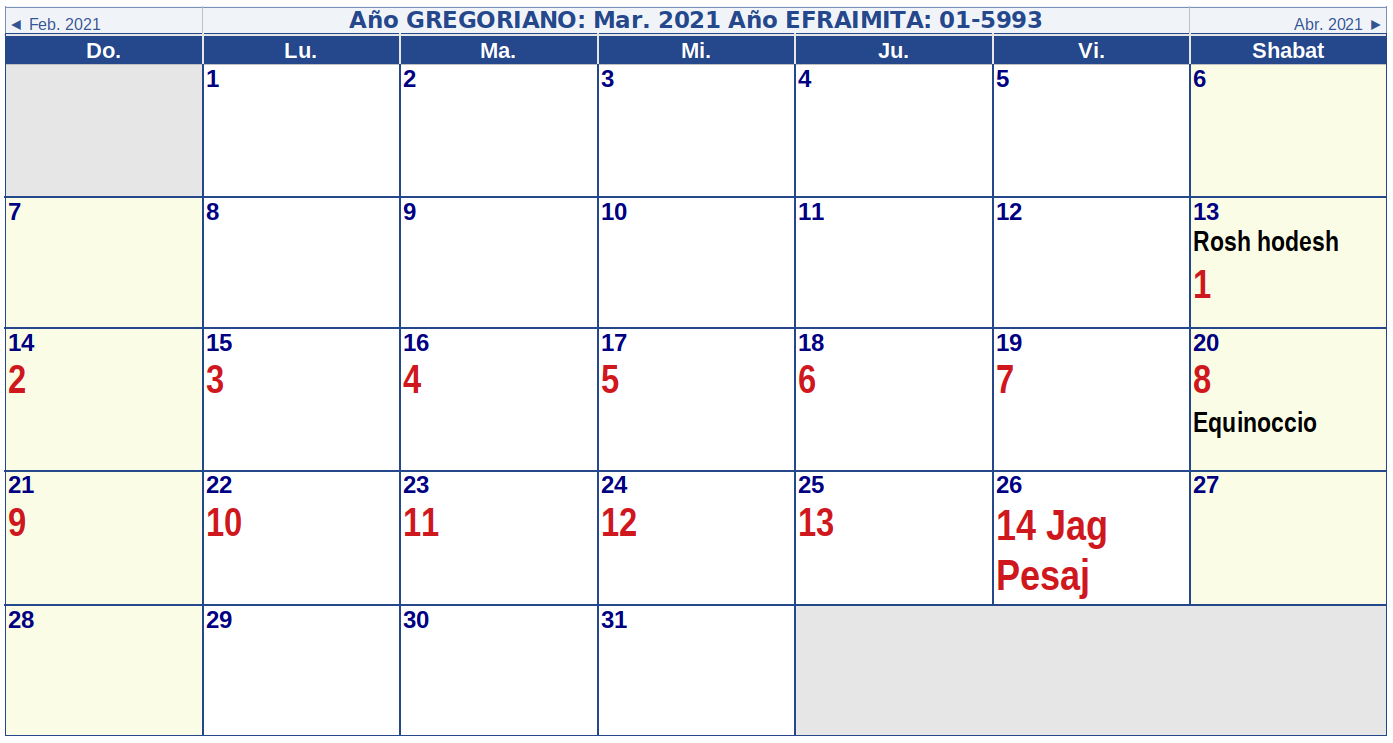 ◄ Feb. 2021 Año GREGORIANO: Mar. 2021 Año EFRAIMITA: 01-5993 Abr. 2021 ►
Do. Lu. Ma. Mi. Ju. Vi. Shabat
1 2 3 4 5 6
7 8 9 10 11 12 13
Rosh hodesh
1
14 15 16 17 18 19 20
2 3 4 5 6 7 8
Equinoccio
21 22 23 24 25 26 27
9 10 11 12 13 14 Jag
Pesaj
28 29 30 31